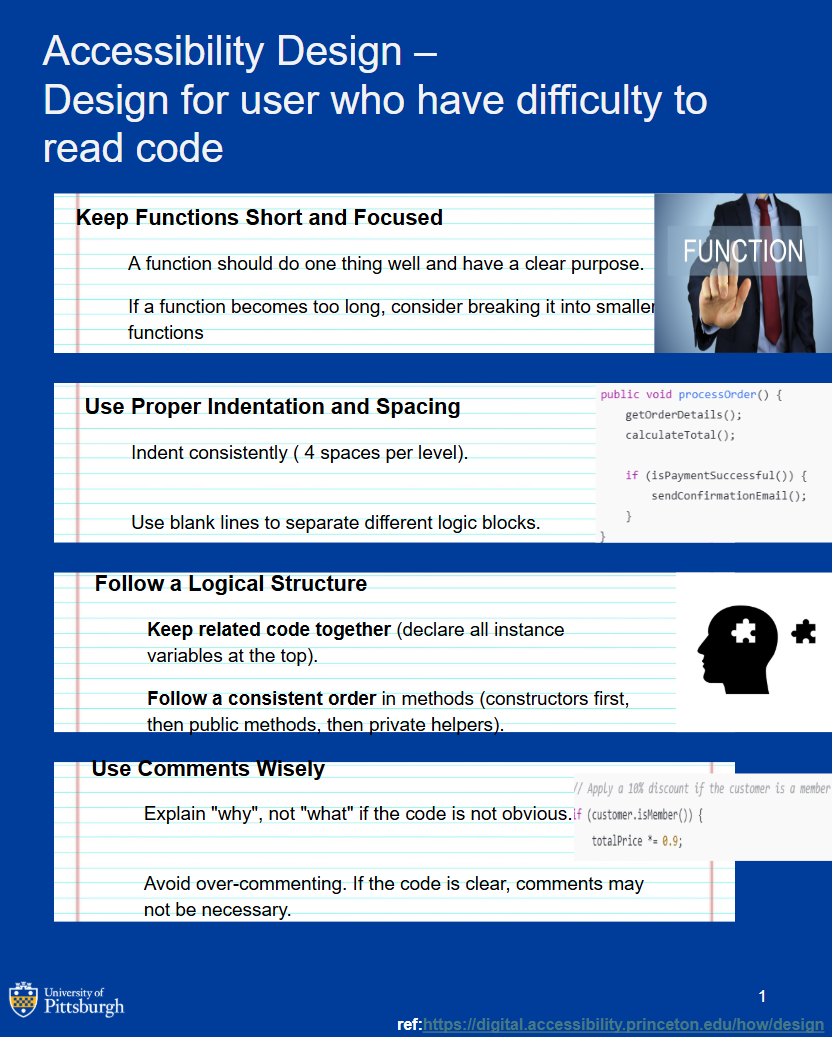 Accessibility Design –
Design for user who have difficulty to
read code
Keep Functions Short and Focused
A function should do one thing well and have a clear purpose.
If a function becomes too long, consider breaking it into smaller
functions
FUNCTION
Use Proper Indentation and Spacing
Indent consistently ( 4 spaces per level).
Use blank lines to separate different logic blocks.
public void processOrder() {
    getOrderDetails();
    calculateTotal();
    if (isPaymentSuccessful()) {
        sendConfirmationEmail();
    }
}
Follow a Logical Structure
Keep related code together (declare all instance
variables at the top).
Follow a consistent order in methods (constructors first,
then public methods, then private helpers).
Use Comments Wisely
Explain "why", not "what" if the code is not obvious.
Avoid over-commenting. If the code is clear, comments may
not be necessary.
// Apply a 10% discount if the customer is a member
if (customer.isMember()) {
    totalPrice *= 0.9;
University of
Pittsburgh
1
ref:https://digital.accessibility.princeton.edu/how/design